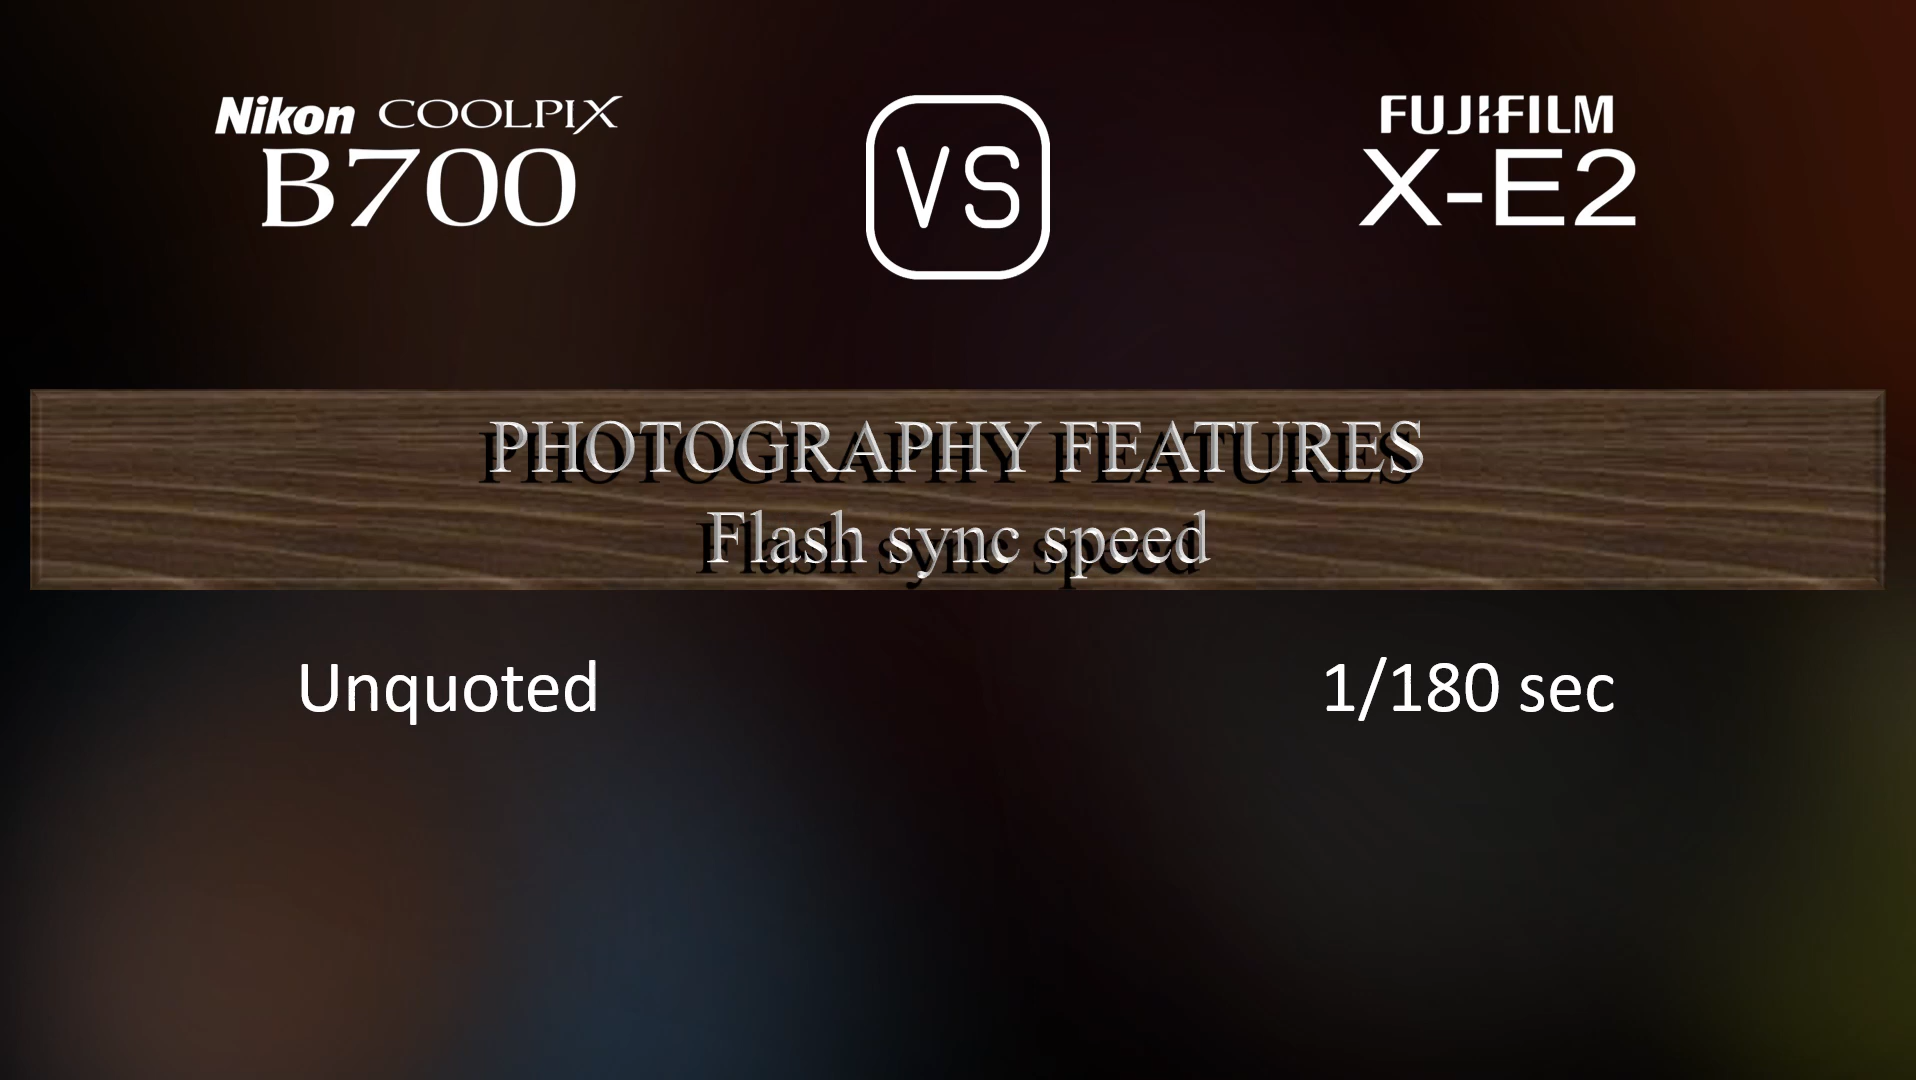 Nikon COOLPIX
B700
VS
FUJIFILM
X-E2
PHOTOGRAPHY FEATURES
Flash sync speed
Unquoted
1/180 sec